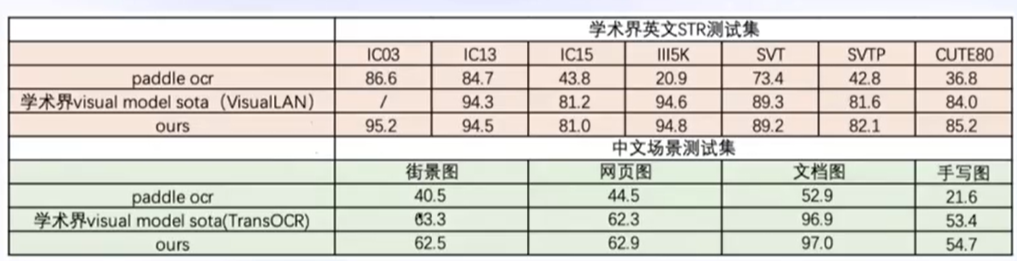 学术界英文STR测试集
IC03 IC13 IC15 III5K SVT SVTP CUTE80
paddle ocr 86.6 84.7 43.8 20.9 73.4 42.8 36.8
学术界visual model sota（VisualLAN） / 94.3 81.2 94.6 89.3 81.6 84.0
ours 95.2 94.5 81.0 94.8 89.2 82.1 85.2
中文场景测试集
街景图 网页图 文档图 手写图
paddle ocr 40.5 44.5 52.9 21.6
学术界visual model sota(TransOCR) 63.3 62.3 96.9 53.4
ours 62.5 62.9 97.0 54.7